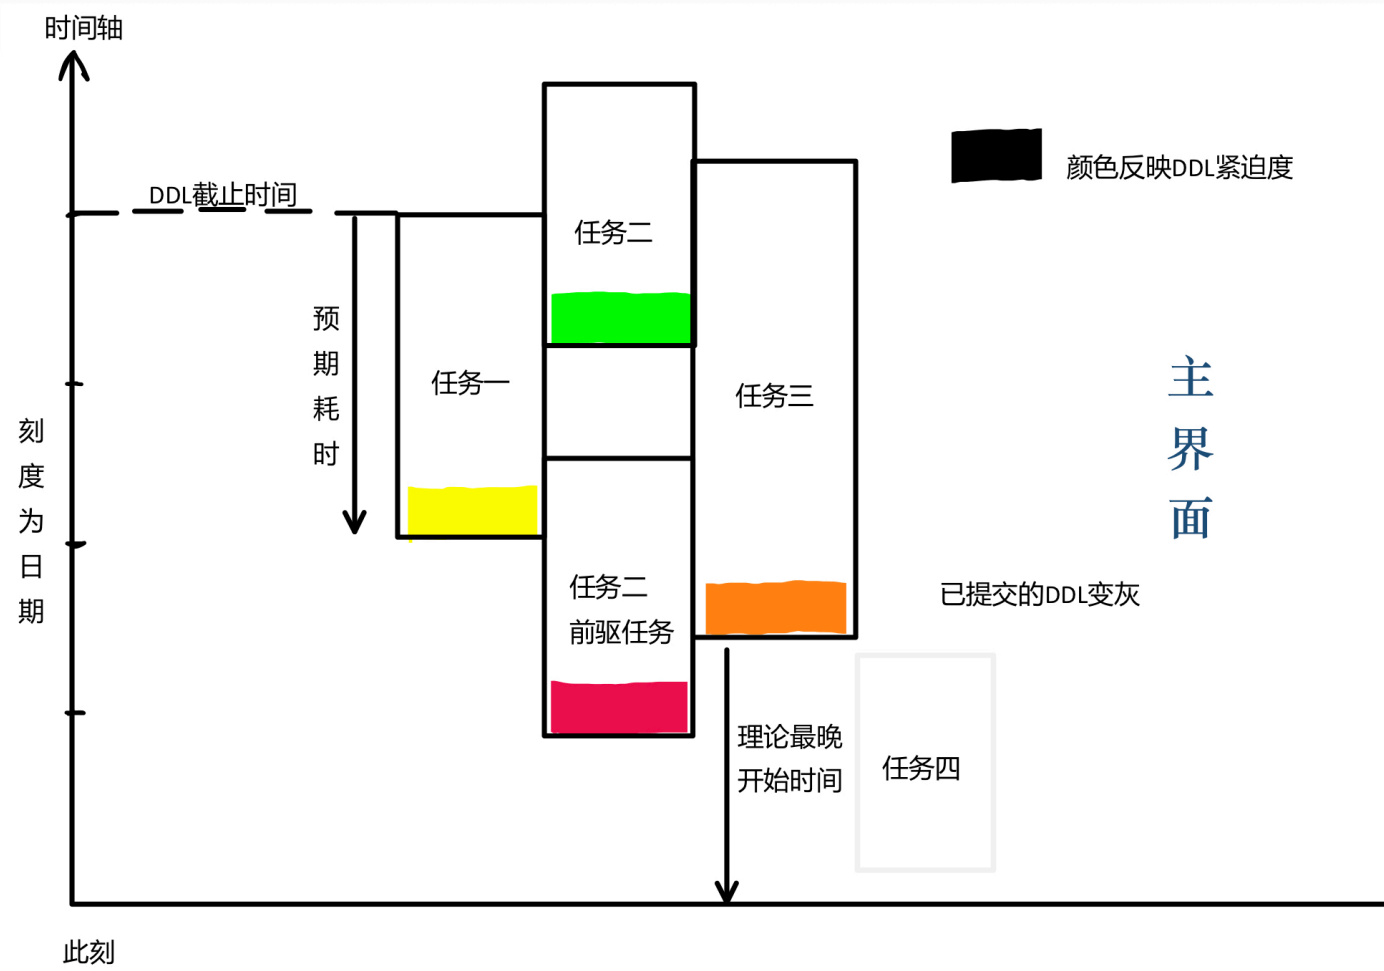 时间轴
DDL截止时间
颜色反映DDL紧迫度
任务二
预期耗时
任务一
任务三
主界面
刻度为日期
任务二
前驱任务
已提交的DDL变灰
理论最晚
开始时间
任务四
此刻